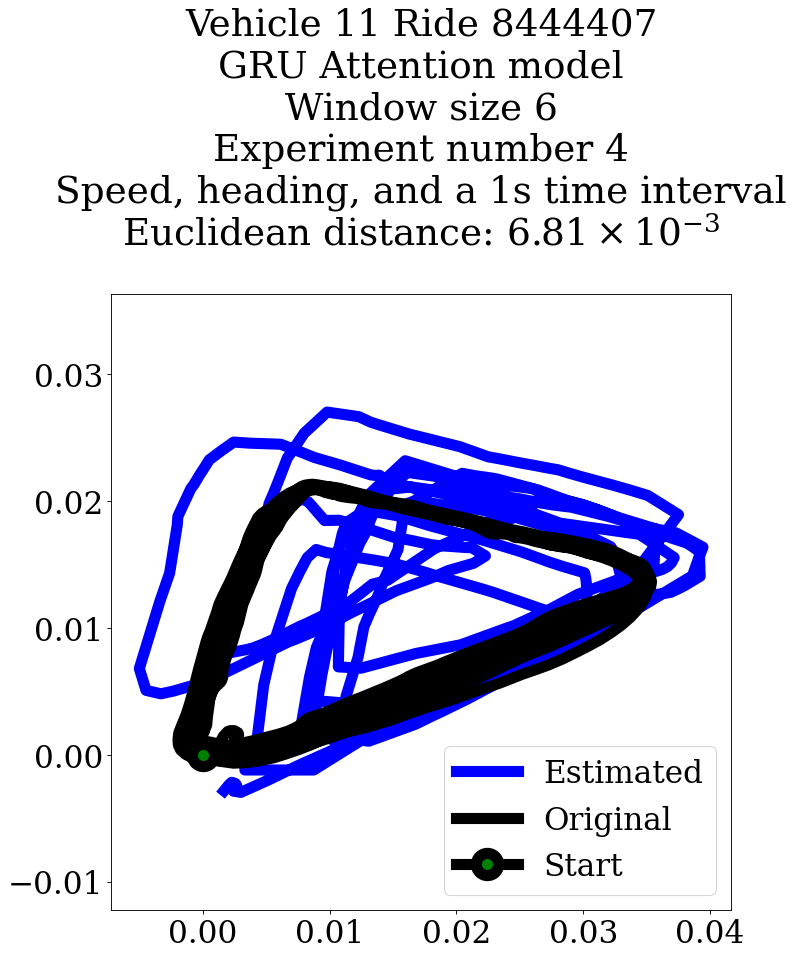 Vehicle 11 Ride 8444407
GRU Attention model
Window size 6
Experiment number 4
Speed, heading, and a 1s time interval
Euclidean distance: 6.81 × 10⁻³
0.03
0.02
0.01
0.00
−0.01
Estimated
Original
Start
0.00 0.01 0.02 0.03 0.04